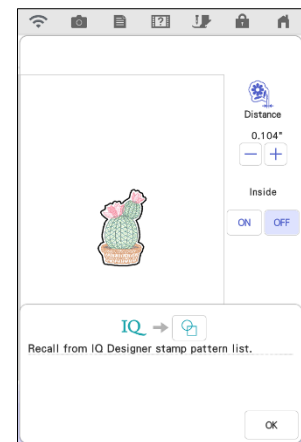 Distance
0.104"
Inside
ON OFF
IQ
Recall from IQ Designer stamp pattern list.
OK